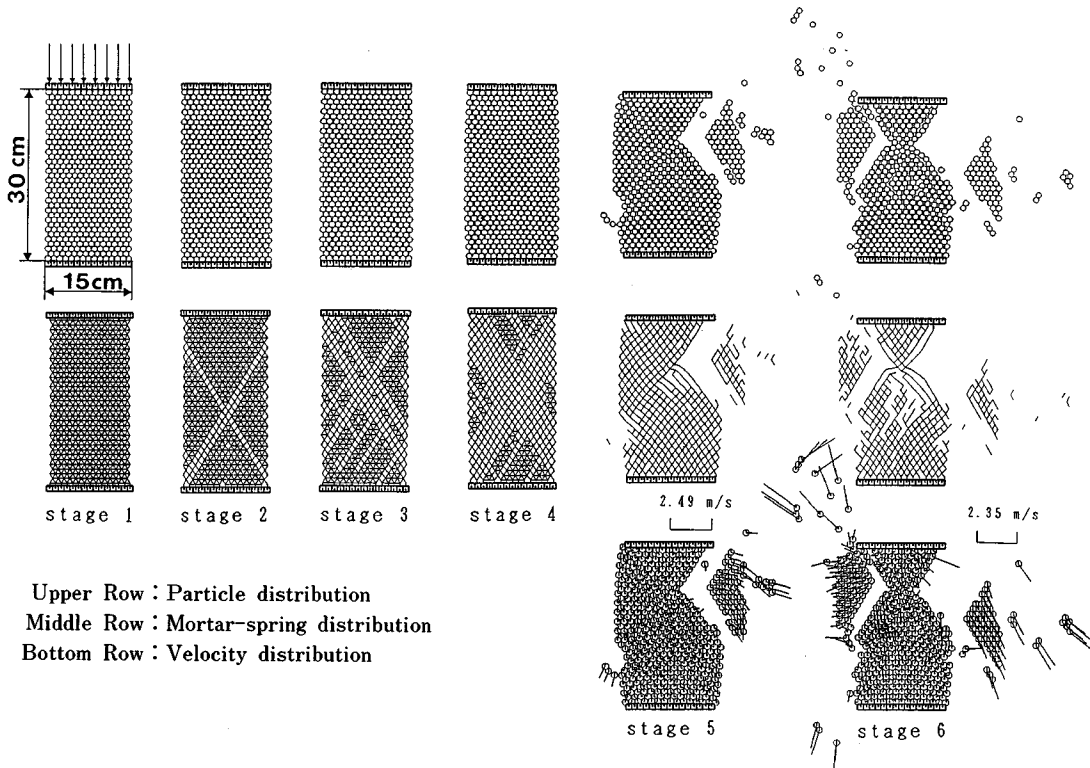 30 cm
15cm
stage 1
stage 2
stage 3
stage 4
2.49 m/s
2.35 m/s
Upper Row : Particle distribution
Middle Row : Mortar-spring distribution
Bottom Row : Velocity distribution
stage 5
stage 6